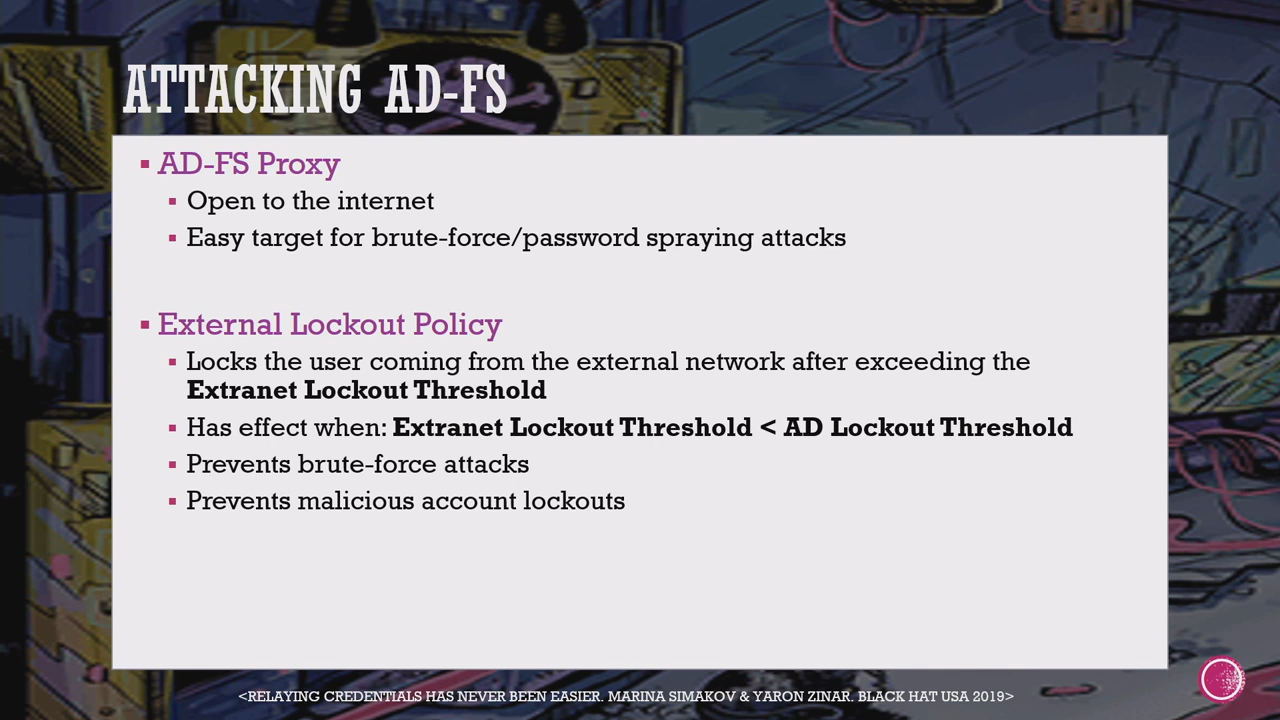 ATTACKING AD-FS
AD-FS Proxy
Open to the internet
Easy target for brute-force/password spraying attacks
External Lockout Policy
Locks the user coming from the external network after exceeding the
Extranet Lockout Threshold
Has effect when: Extranet Lockout Threshold < AD Lockout Threshold
Prevents brute-force attacks
Prevents malicious account lockouts
<RELAYING CREDENTIALS HAS NEVER BEEN EASIER. MARINA SIMAKOV & YARON ZINAR. BLACK HAT USA 2019>